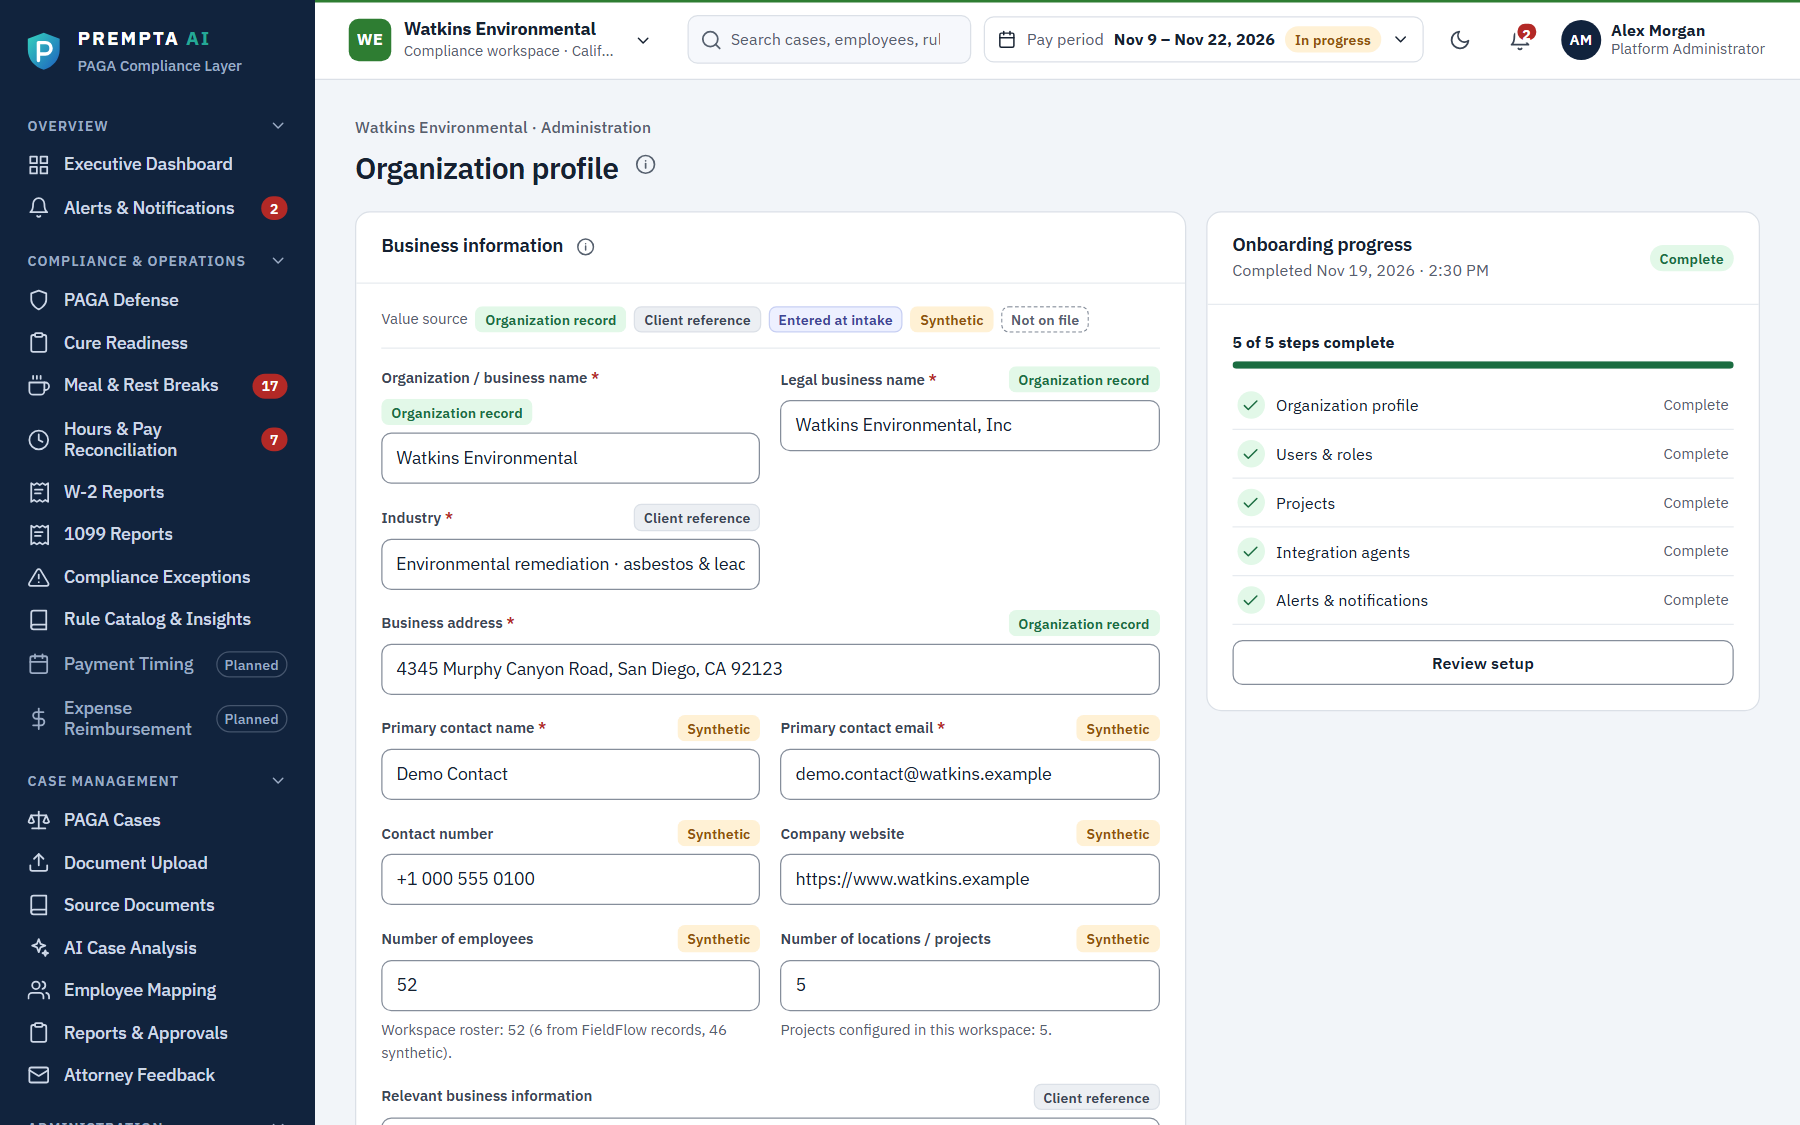 PREMPTA AI
PAGA Compliance Layer
OVERVIEW
Executive Dashboard
Alerts & Notifications 2
COMPLIANCE & OPERATIONS
PAGA Defense
Cure Readiness
Meal & Rest Breaks 17
Hours & Pay
Reconciliation 7
W-2 Reports
1099 Reports
Compliance Exceptions
Rule Catalog & Insights
Payment Timing Planned
Expense
Reimbursement Planned
CASE MANAGEMENT
PAGA Cases
Document Upload
Source Documents
AI Case Analysis
Employee Mapping
Reports & Approvals
Attorney Feedback
WE
Watkins Environmental
Compliance workspace · Calif...
Search cases, employees, rul
Pay period Nov 9 – Nov 22, 2026 In progress
2
AM
Alex Morgan
Platform Administrator
Watkins Environmental · Administration
Organization profile
Business information
Value source Organization record Client reference Entered at intake Synthetic Not on file
Organization / business name *
Organization record
Watkins Environmental
Legal business name * Organization record
Watkins Environmental, Inc
Industry * Client reference
Environmental remediation · asbestos & lead
Business address * Organization record
4345 Murphy Canyon Road, San Diego, CA 92123
Primary contact name * Synthetic
Demo Contact
Primary contact email * Synthetic
demo.contact@watkins.example
Contact number Synthetic
+1 000 555 0100
Company website Synthetic
https://www.watkins.example
Number of employees Synthetic
52
Workspace roster: 52 (6 from FieldFlow records, 46
synthetic).
Number of locations / projects Synthetic
5
Projects configured in this workspace: 5.
Relevant business information Client reference
Onboarding progress
Completed Nov 19, 2026 · 2:30 PM
Complete
5 of 5 steps complete
Organization profile Complete
Users & roles Complete
Projects Complete
Integration agents Complete
Alerts & notifications Complete
Review setup